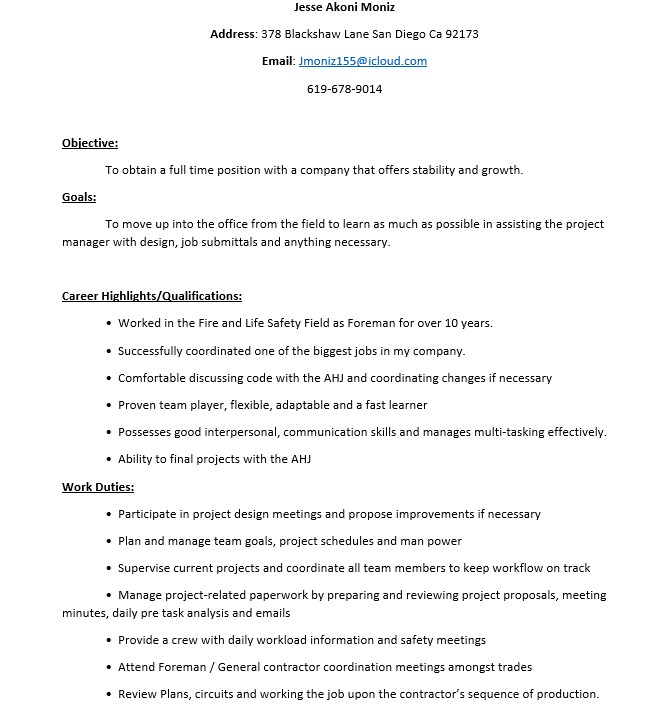 Jesse Akoni Moniz
Address: 378 Blackshaw Lane San Diego Ca 92173
Email: Jmoniz155@icloud.com
619-678-9014
Objective:
To obtain a full time position with a company that offers stability and growth.
Goals:
To move up into the office from the field to learn as much as possible in assisting the project
manager with design, job submittals and anything necessary.
Career Highlights/Qualifications:
• Worked in the Fire and Life Safety Field as Foreman for over 10 years.
• Successfully coordinated one of the biggest jobs in my company.
• Comfortable discussing code with the AHJ and coordinating changes if necessary
• Proven team player, flexible, adaptable and a fast learner
• Possesses good interpersonal, communication skills and manages multi-tasking effectively.
• Ability to final projects with the AHJ
Work Duties:
• Participate in project design meetings and propose improvements if necessary
• Plan and manage team goals, project schedules and man power
• Supervise current projects and coordinate all team members to keep workflow on track
• Manage project-related paperwork by preparing and reviewing project proposals, meeting
minutes, daily pre task analysis and emails
• Provide a crew with daily workload information and safety meetings
• Attend Foreman / General contractor coordination meetings amongst trades
• Review Plans, circuits and working the job upon the contractor's sequence of production.